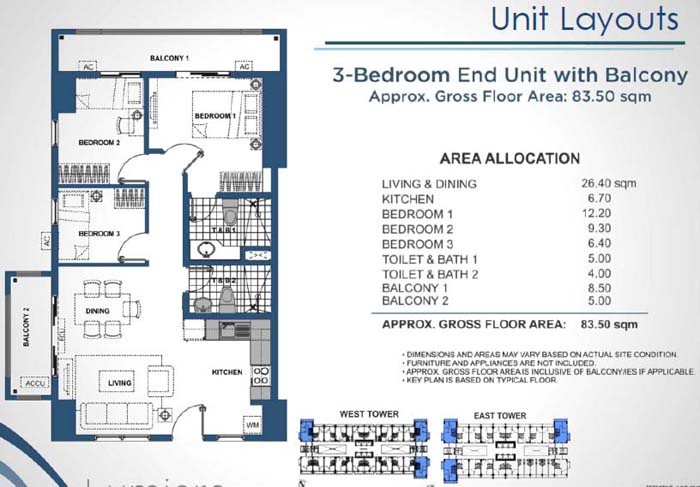 Unit Layouts
3-Bedroom End Unit with Balcony
Approx. Gross Floor Area: 83.50 sqm
AREA ALLOCATION
LIVING & DINING 26.40 sqm
KITCHEN 6.70
BEDROOM 1 12.20
BEDROOM 2 9.30
BEDROOM 3 6.40
TOILET & BATH 1 5.00
TOILET & BATH 2 4.00
BALCONY 1 8.50
BALCONY 2 5.00
APPROX. GROSS FLOOR AREA: 83.50 sqm
• DIMENSIONS AND AREAS MAY VARY BASED ON ACTUAL SITE CONDITION.
• FURNITURE AND APPLIANCES ARE NOT INCLUDED.
• APPROX. GROSS FLOOR AREA IS INCLUSIVE OF BALCONY/IES IF APPLICABLE.
• KEY PLAN IS BASED ON TYPICAL FLOOR.
WEST TOWER
EAST TOWER
BALCONY 1
AC
AC
BEDROOM 1
BEDROOM 2
BEDROOM 3
T & B 1
AC
T & B 2
DINING
BALCONY 2
FCU
ACCU
LIVING
KITCHEN
WM